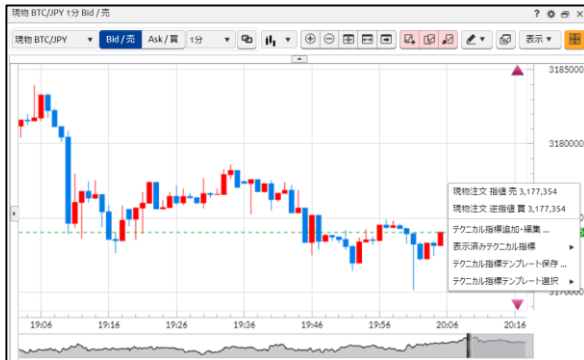 現物 BTC/JPY 1分 Bid / 売
現物 BTC/JPY Bid / 売 Ask / 買 1分 表示
3185000
3180000
現物注文 指値 売 3,177,354
現物注文 逆指値 買 3,177,354
テクニカル指標追加・編集 ...
表示済みテクニカル指標
テクニカル指標テンプレート保存 ...
テクニカル指標テンプレート選択
3170000
19:06 19:16 19:26 19:36 19:46 19:56 20:06 20:16